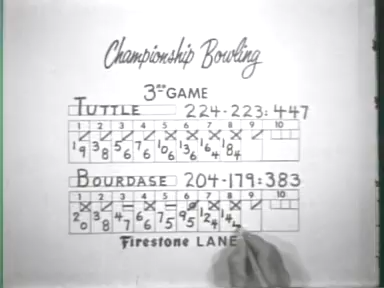 Championship Bowling
3RD GAME
TUTTLE 224-223:447
1 2 3 4 5 6 7 8 9 10
19 38 56 76 106 136 164 184
BOURDASE 204-179:383
1 2 3 4 5 6 7 8 9 10
20 38 47 66 75 95 124 144
Firestone LANE